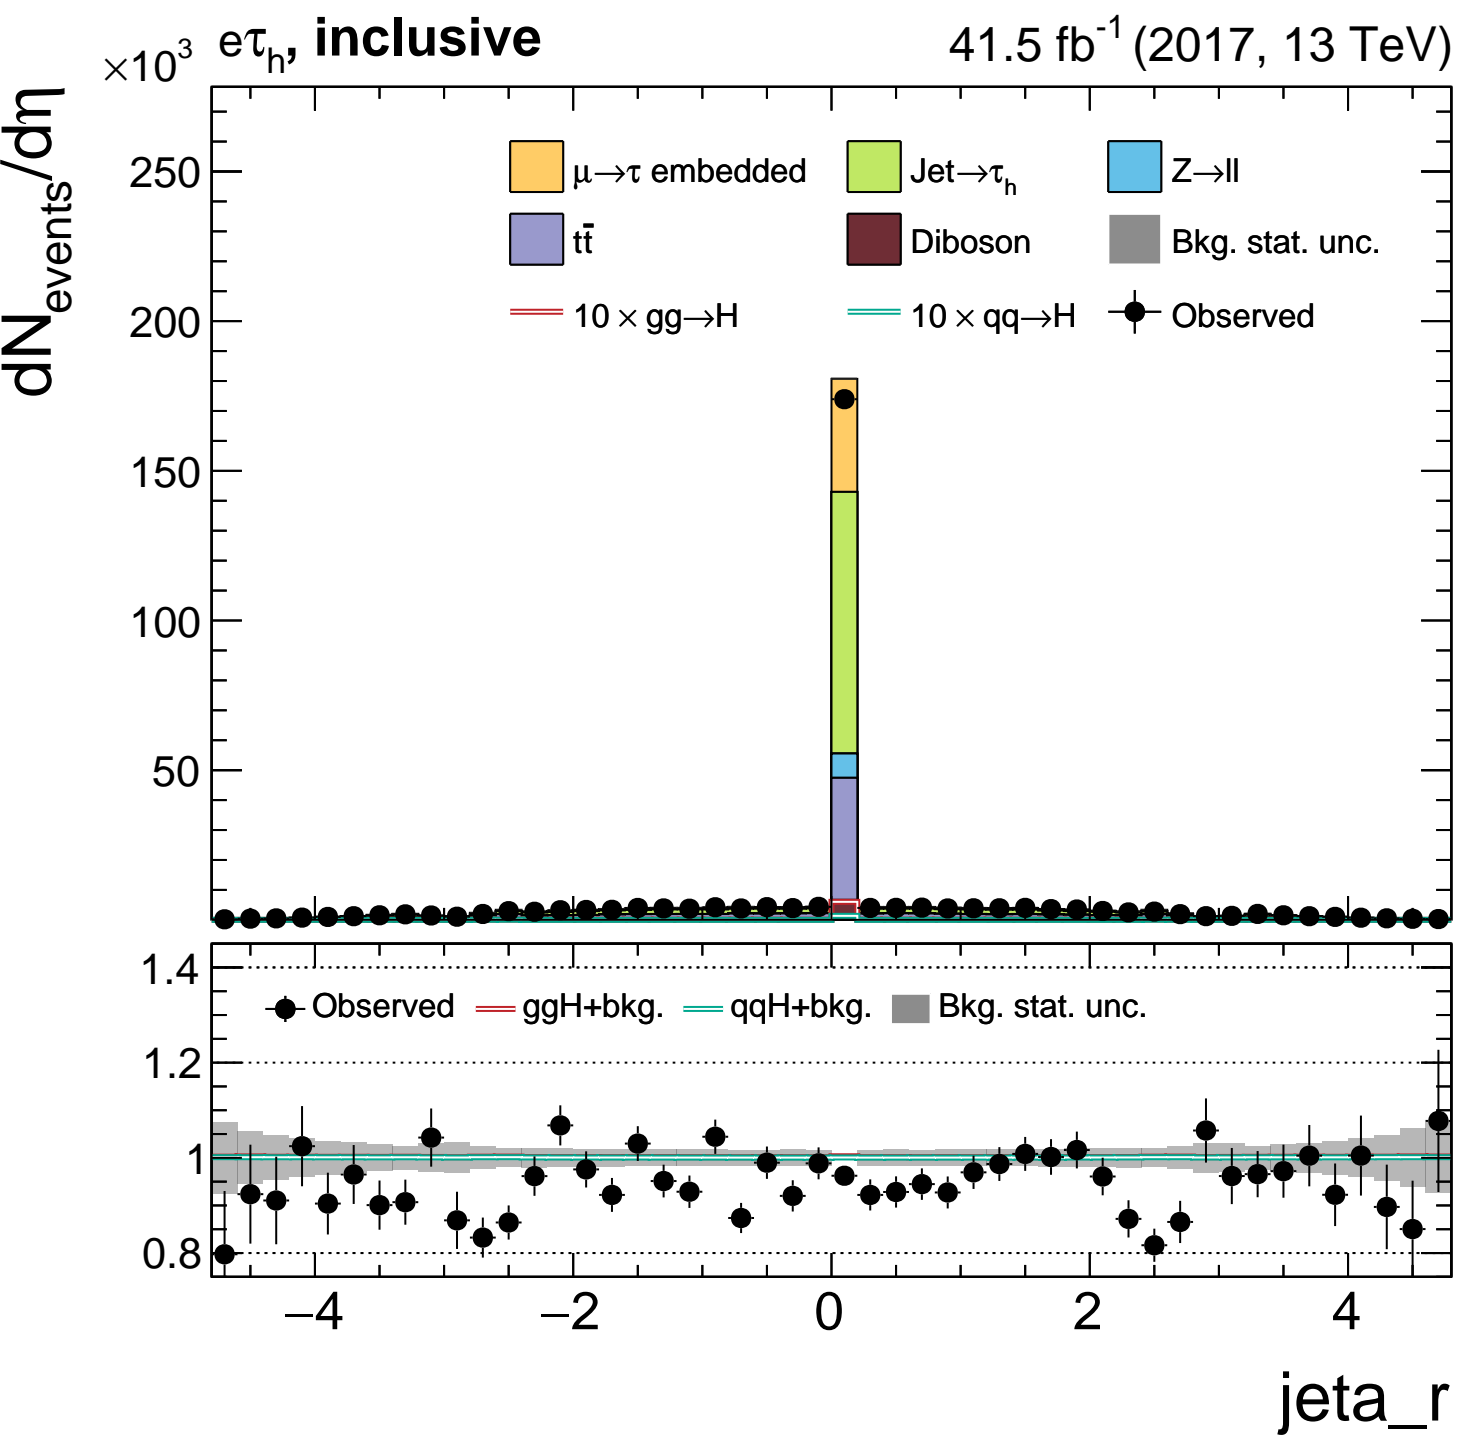 ×10³ eτₕ, inclusive 41.5 fb⁻¹ (2017, 13 TeV)
dN_events/dη
250
200
150
100
50
μ→τ embedded Jet→τₕ Z→ll
tt̄ Diboson Bkg. stat. unc.
10 × gg→H 10 × qq→H Observed
1.4
1.2
1
0.8
Observed ggH+bkg. qqH+bkg. Bkg. stat. unc.
−4 −2 0 2 4
jeta_r